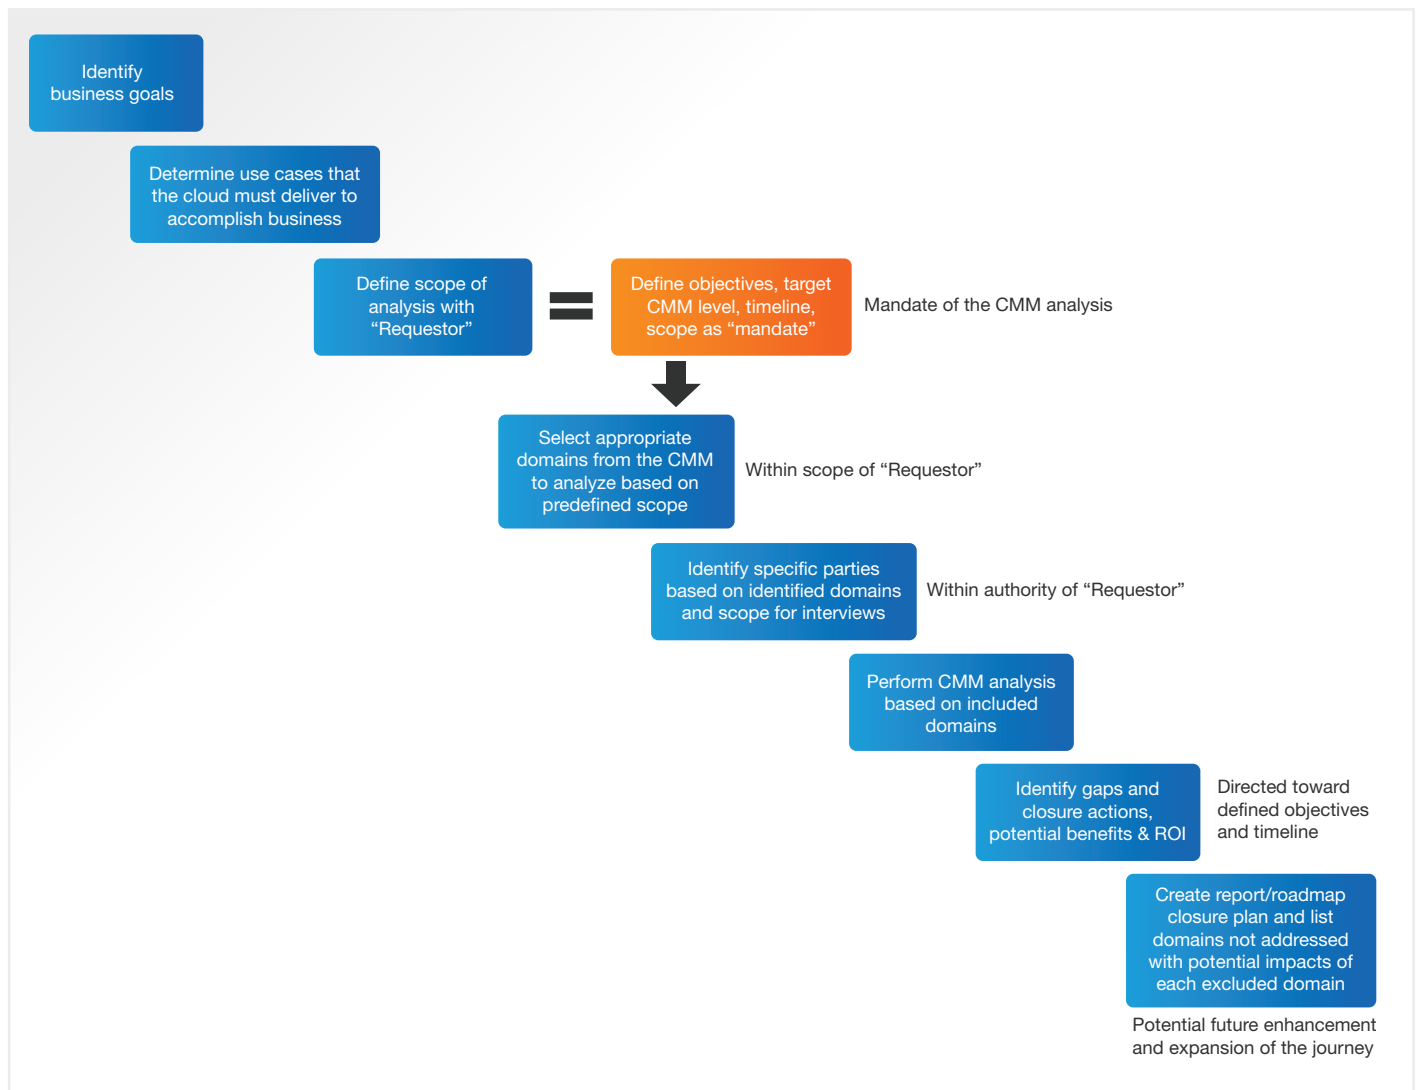 Identify
business goals
Determine use cases that
the cloud must deliver to
accomplish business
Define scope of
analysis with
“Requestor”
Define objectives, target
CMM level, timeline,
scope as “mandate”
Mandate of the CMM analysis
Select appropriate
domains from the CMM
to analyze based on
predefined scope
Within scope of “Requestor”
Identify specific parties
based on identified domains
and scope for interviews
Within authority of “Requestor”
Perform CMM analysis
based on included
domains
Identify gaps and
closure actions,
potential benefits & ROI
Directed toward
defined objectives
and timeline
Create report/roadmap
closure plan and list
domains not addressed
with potential impacts of
each excluded domain
Potential future enhancement
and expansion of the journey